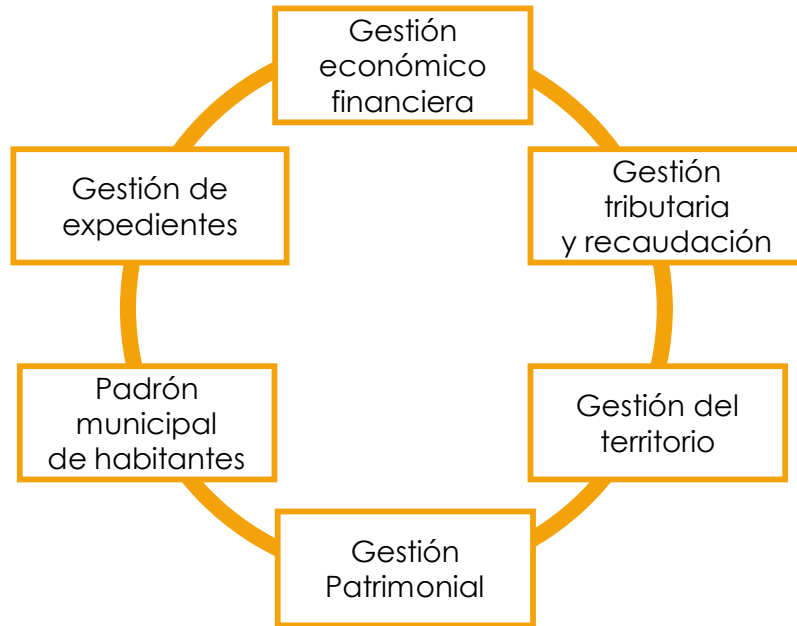 Gestión
económico
financiera
Gestión
tributaria
y recaudación
Gestión del
territorio
Gestión
Patrimonial
Padrón
municipal
de habitantes
Gestión de
expedientes